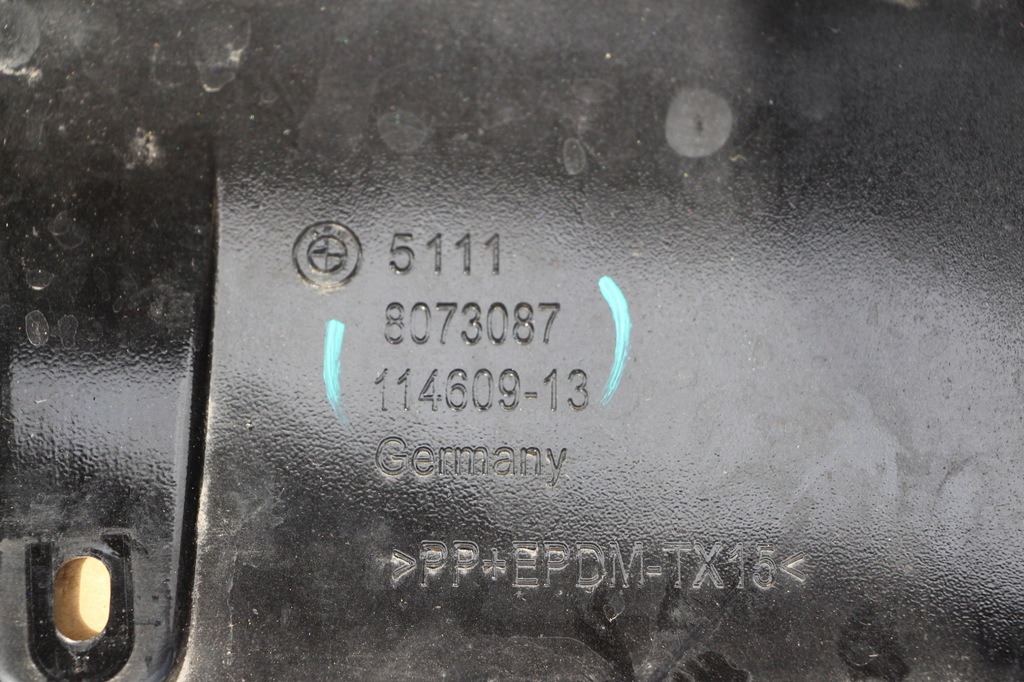 5111
8073087
114609-13
Germany
>PP+EPDM-TX15<